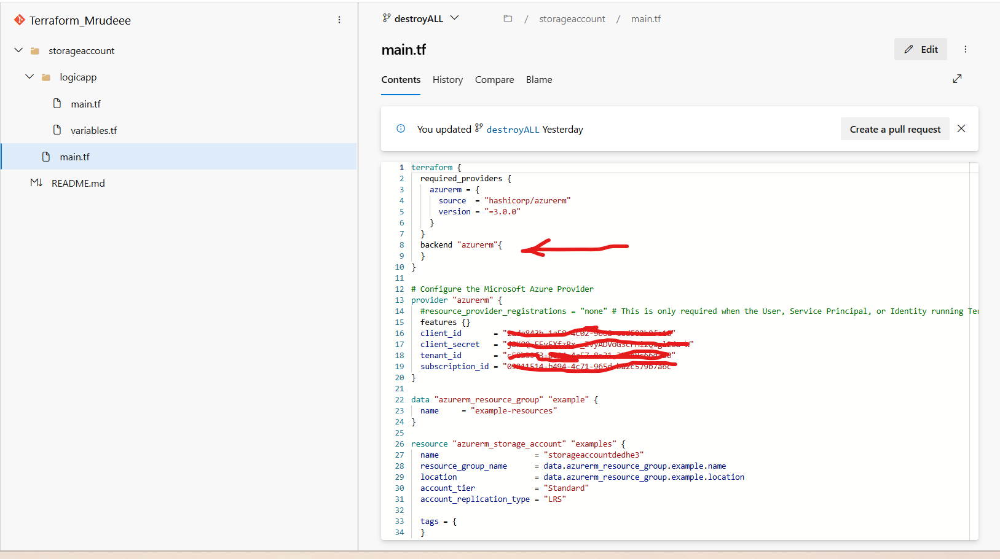 Terraform_Mrudeee
storageaccount
logicapp
main.tf
variables.tf
main.tf
README.md
destroyALL
/ storageaccount / main.tf
main.tf
Edit
Contents History Compare Blame
You updated destroyALL Yesterday
Create a pull request
1 terraform {
2 required_providers {
3 azurerm = {
4 source = "hashicorp/azurerm"
5 version = "=3.0.0"
6 }
7 }
8 backend "azurerm"{
9 }
10 }
11
12 # Configure the Microsoft Azure Provider
13 provider "azurerm" {
14 #resource_provider_registrations = "none" # This is only required when the User, Service Principal, or Identity running
15 features {}
16 client_id = "
17 client_secret = "
18 tenant_id = "
19 subscription_id = "
20 }
21
22 data "azurerm_resource_group" "example" {
23 name = "example-resources"
24 }
25
26 resource "azurerm_storage_account" "examples" {
27 name = "storageaccountdedhe3"
28 resource_group_name = data.azurerm_resource_group.example.name
29 location = data.azurerm_resource_group.example.location
30 account_tier = "Standard"
31 account_replication_type = "LRS"
32
33 tags = {
34 }